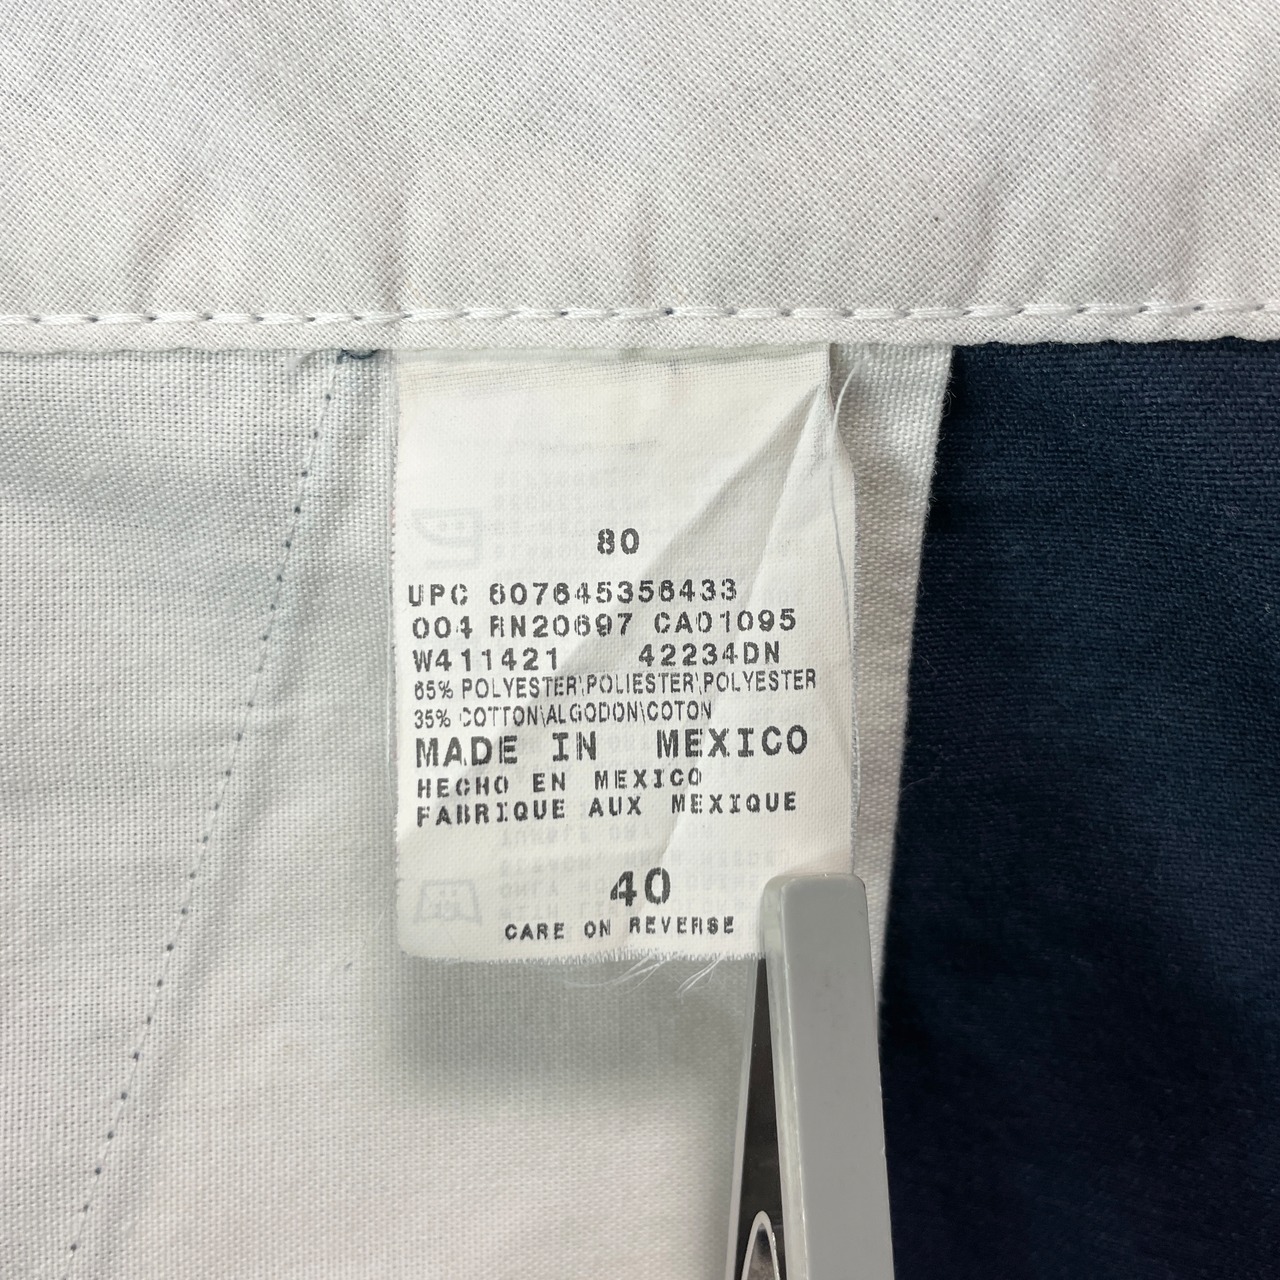 80
UPC 607645356433
004 RN20697 CA01095
W411421 42234DN
65% POLYESTER\POLIESTER\POLYESTER
35% COTTON\ALGODON\COTON
MADE IN MEXICO
HECHO EN MEXICO
FABRIQUE AUX MEXIQUE
40
CARE ON REVERSE